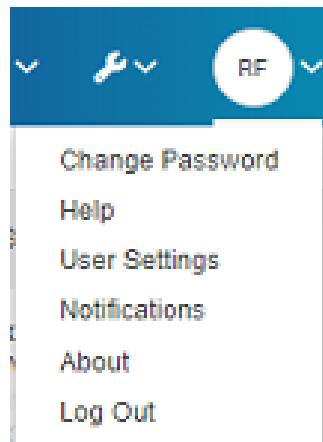 RF
Change Password
Help
User Settings
Notifications
About
Log Out